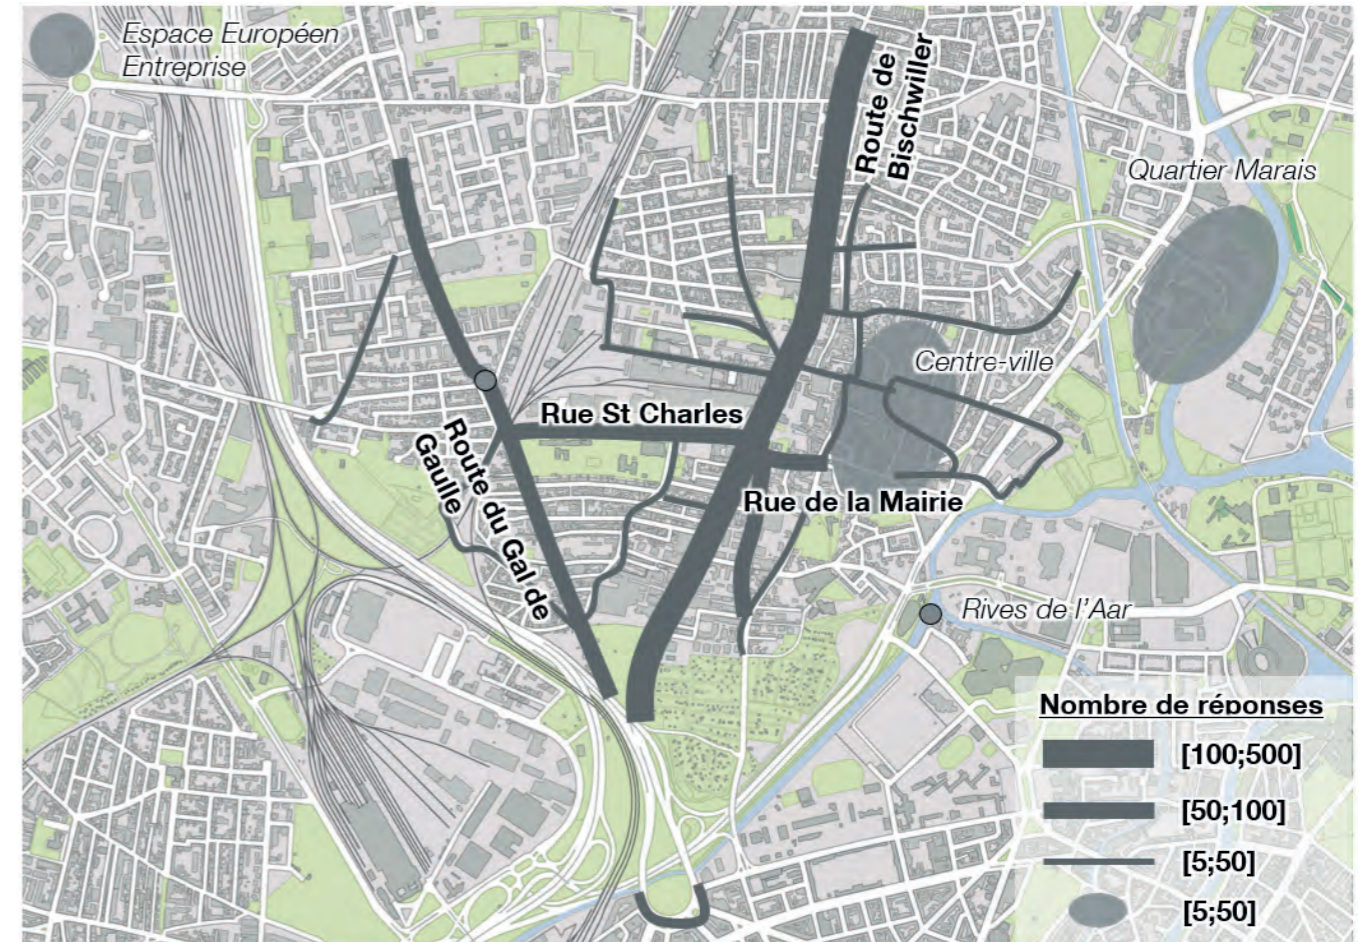 Espace Européen
Entreprise
Route de
Bischwiller
Quartier Marais
Centre-ville
Rue St Charles
Route du Gal de
Gaulle
Rue de la Mairie
Rives de l'Aar
Nombre de réponses
[100;500]
[50;100]
[5;50]
[5;50]